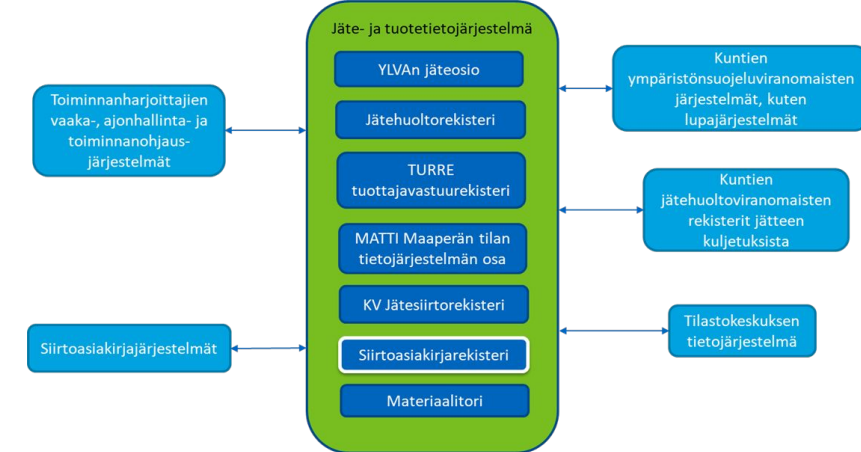 Jäte- ja tuotetietojärjestelmä
YLVAn jäteosio
Jätehuoltorekisteri
TURRE
tuottajavastuurekisteri
MATTI Maaperän tilan
tietojärjestelmän osa
KV Jätesiirtorekisteri
Siirtoasiakirjarekisteri
Materiaalitori
Toiminnanharjoittajien
vaaka-, ajonhallinta- ja
toiminnanohjaus-
järjestelmät
Siirtoasiakirjajärjestelmät
Kuntien
ympäristönsuojeluviranomaisten
järjestelmät, kuten
lupajärjestelmät
Kuntien
jätehuoltoviranomaisten
rekisterit jätteen
kuljetuksista
Tilastokeskuksen
tietojärjestelmä